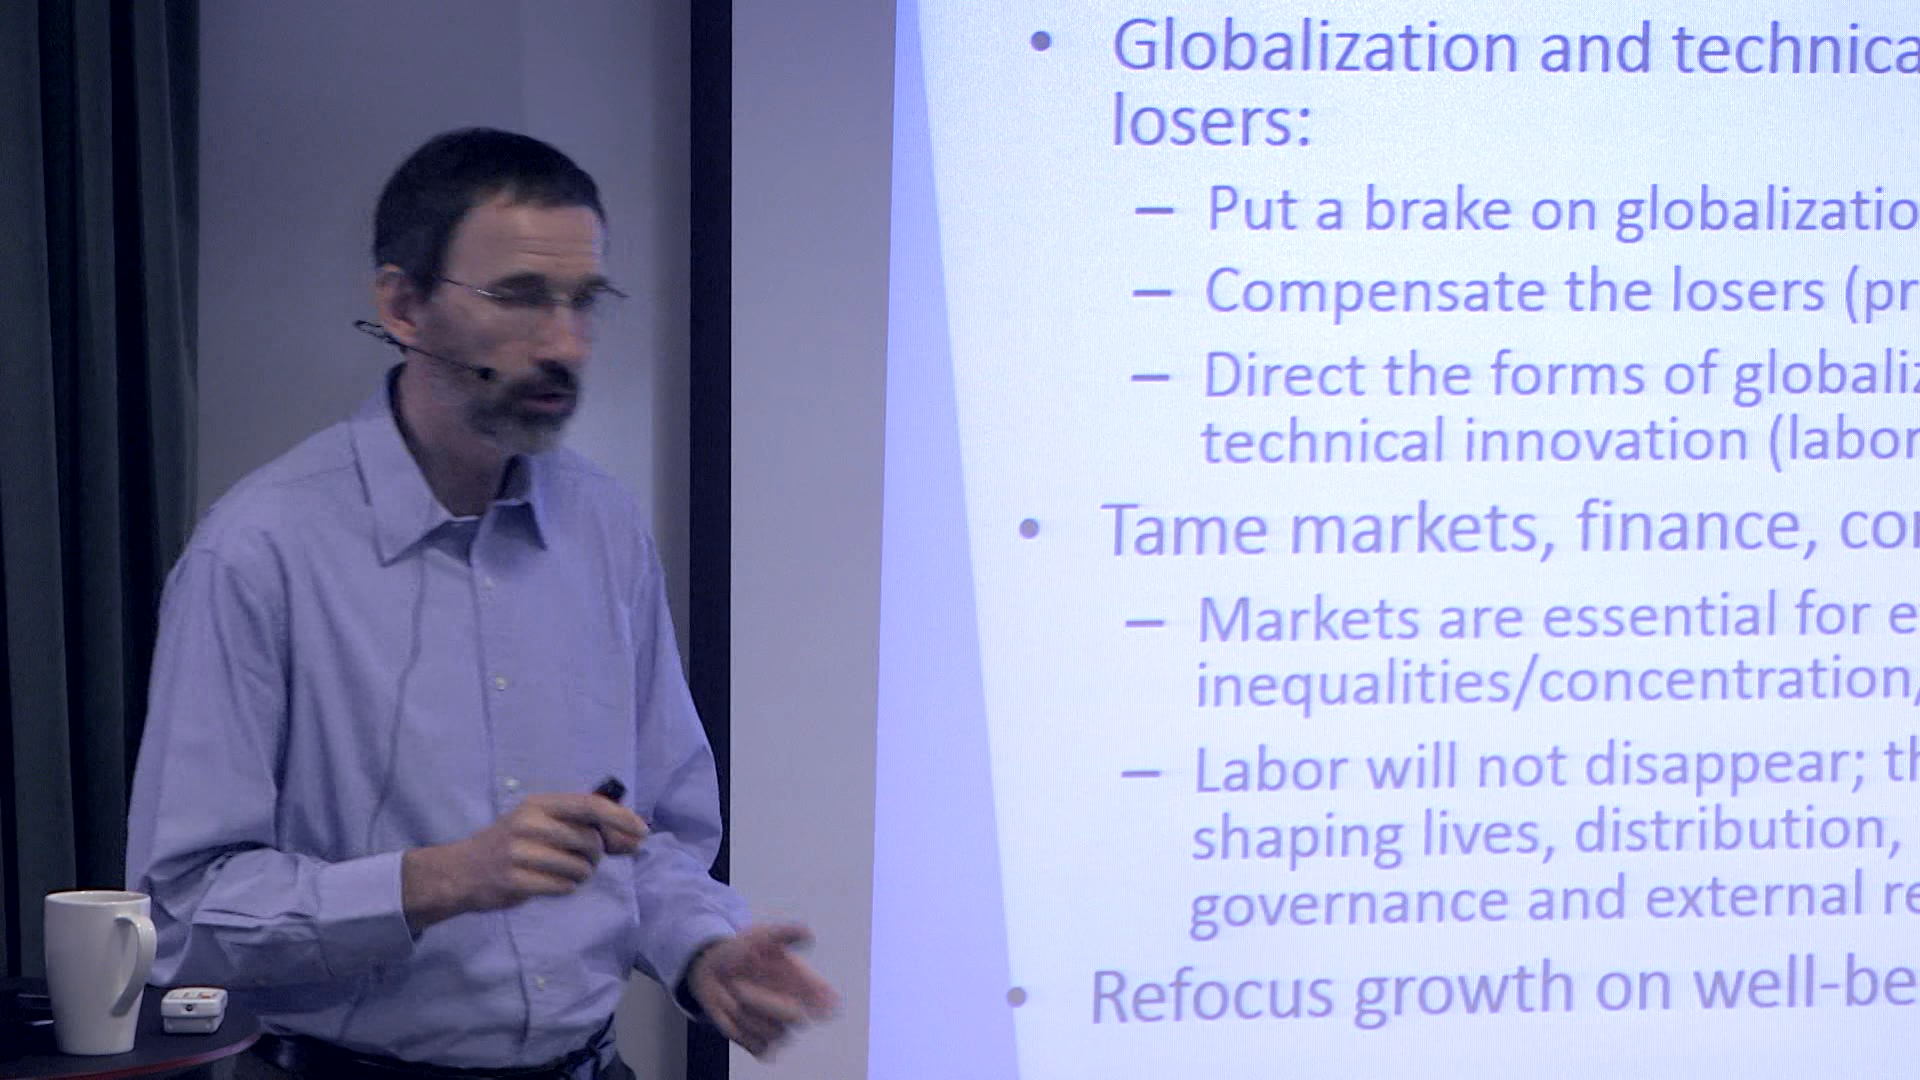 • Globalization and technica
losers:
– Put a brake on globalizatio
– Compensate the losers (pr
– Direct the forms of globaliz
technical innovation (labor
• Tame markets, finance, cor
– Markets are essential for e
inequalities/concentration,
– Labor will not disappear; th
shaping lives, distribution,
governance and external re
• Refocus growth on well-be